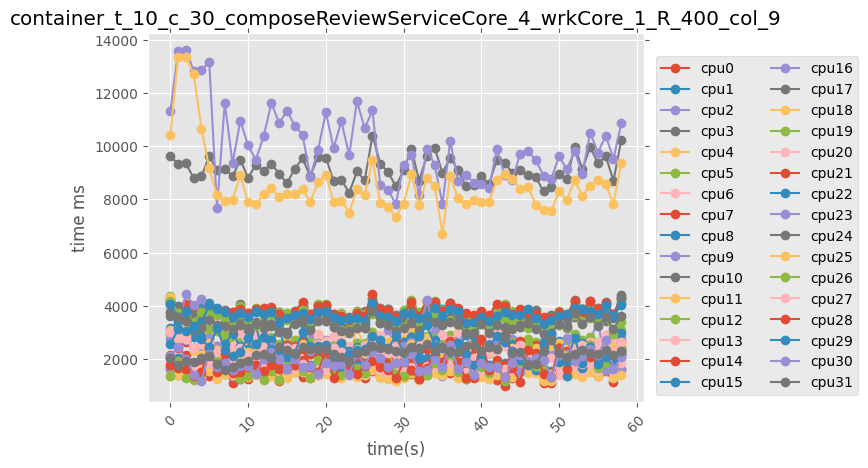 container_t_10_c_30_composeReviewServiceCore_4_wrkCore_1_R_400_col_9
14000
12000
10000
8000
6000
4000
2000
time ms
0
10
20
30
40
50
60
time(s)
cpu0
cpu1
cpu2
cpu3
cpu4
cpu5
cpu6
cpu7
cpu8
cpu9
cpu10
cpu11
cpu12
cpu13
cpu14
cpu15
cpu16
cpu17
cpu18
cpu19
cpu20
cpu21
cpu22
cpu23
cpu24
cpu25
cpu26
cpu27
cpu28
cpu29
cpu30
cpu31